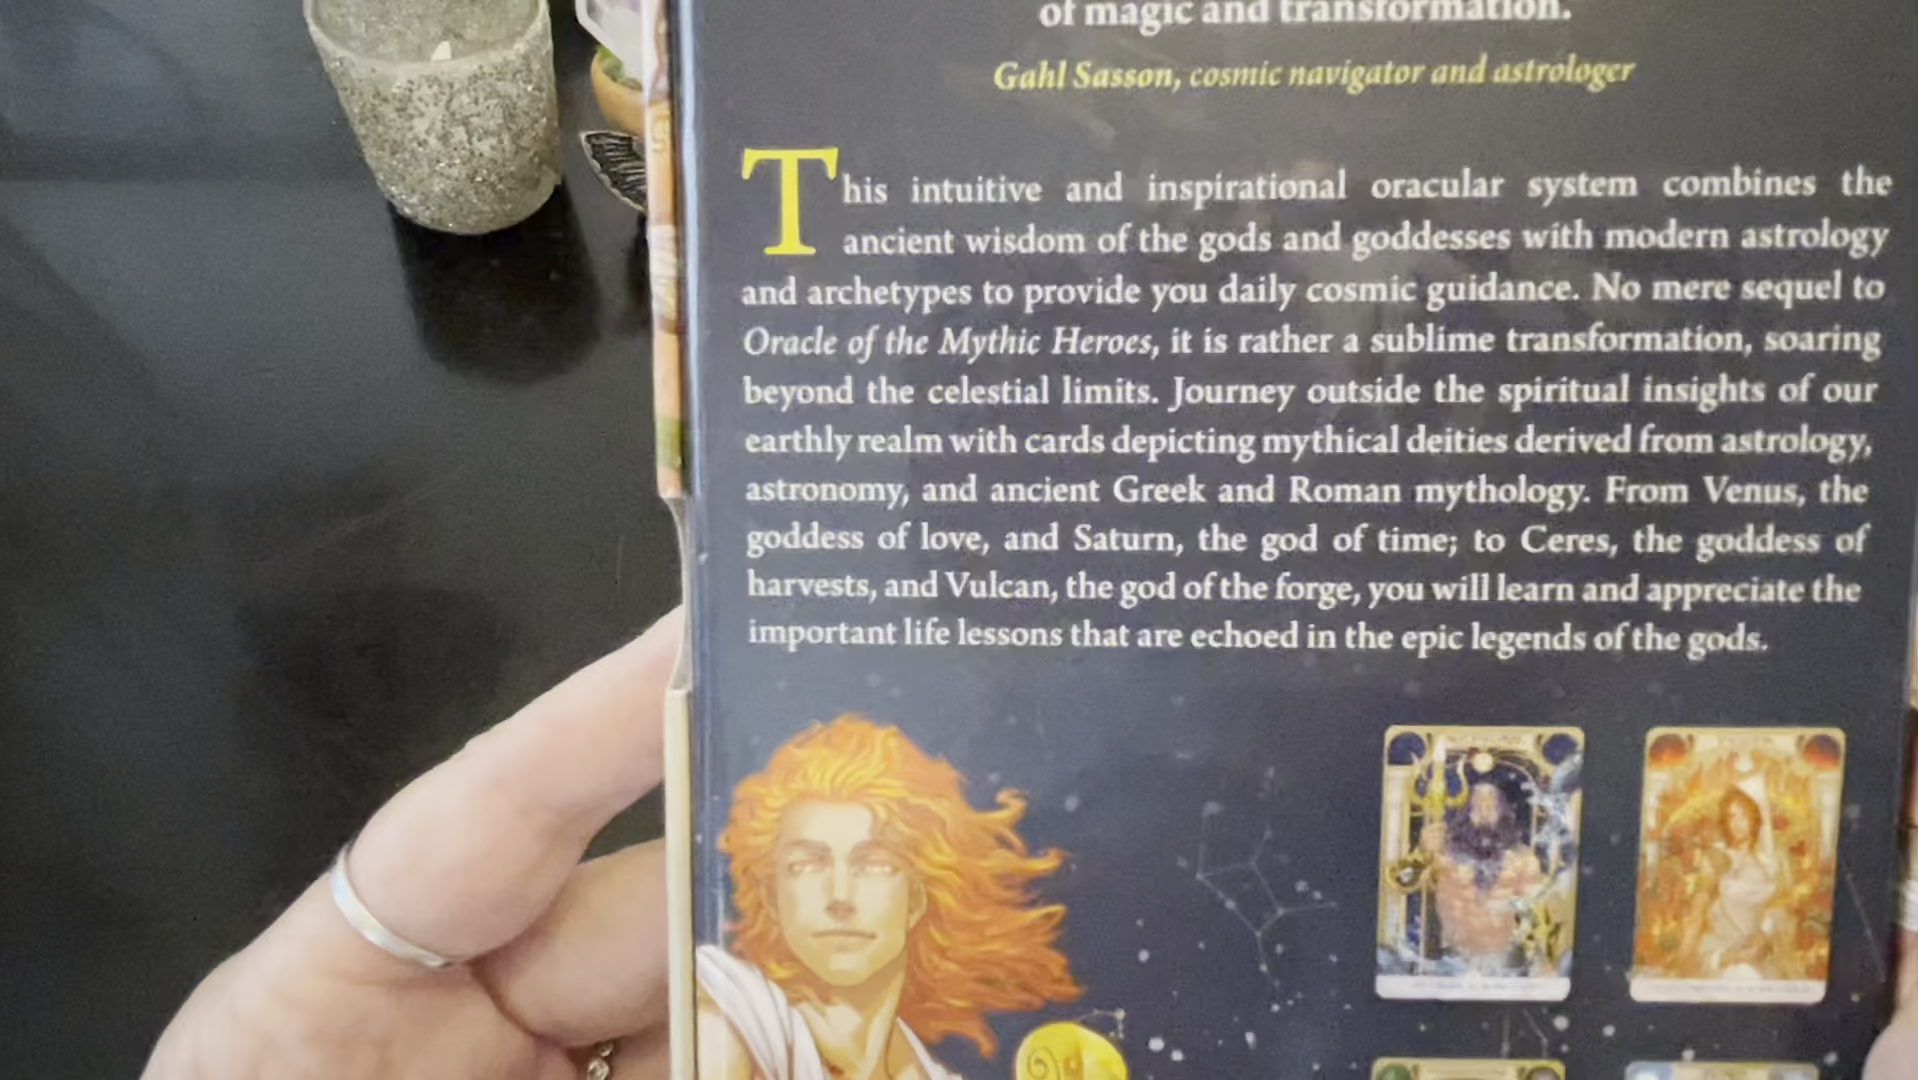 of magic and transformation."
Gahl Sasson, cosmic navigator and astrologer
This intuitive and inspirational oracular system combines the
ancient wisdom of the gods and goddesses with modern astrology
and archetypes to provide you daily cosmic guidance. No mere sequel to
Oracle of the Mythic Heroes, it is rather a sublime transformation, soaring
beyond the celestial limits. Journey outside the spiritual insights of our
earthly realm with cards depicting mythical deities derived from astrology,
astronomy, and ancient Greek and Roman mythology. From Venus, the
goddess of love, and Saturn, the god of time; to Ceres, the goddess of
harvests, and Vulcan, the god of the forge, you will learn and appreciate the
important life lessons that are echoed in the epic legends of the gods.